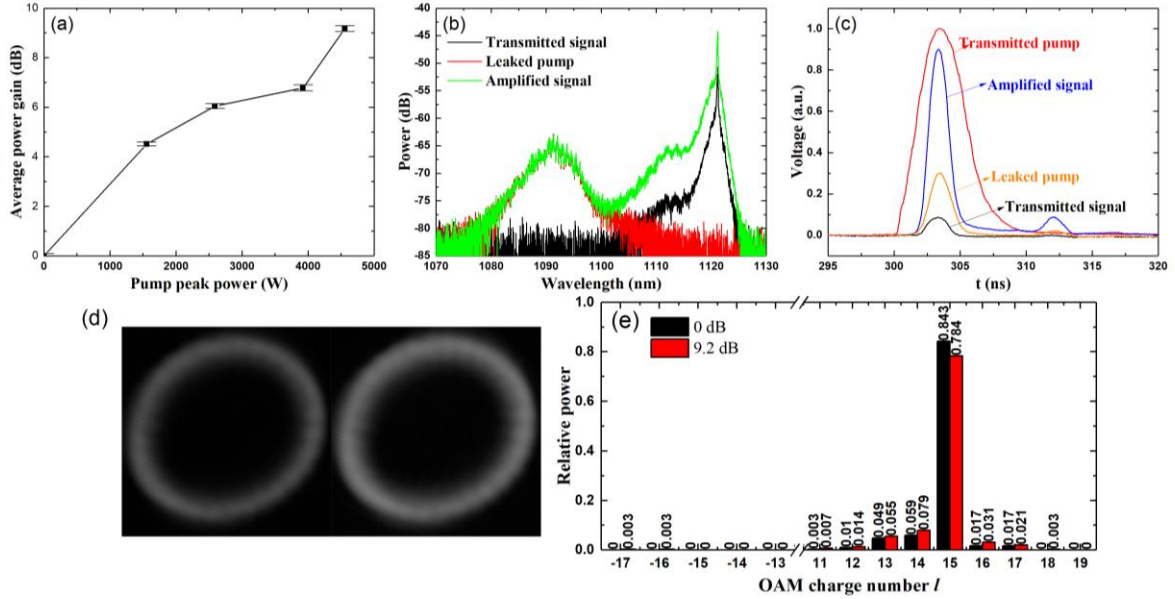 (a)
Average power gain (dB)
10
8
6
4
2
0
0 1000 2000 3000 4000 5000
Pump peak power (W)
(b)
Transmitted signal
Leaked pump
Amplified signal
Power (dB)
-40
-45
-50
-55
-60
-65
-70
-75
-80
-85
1070 1080 1090 1100 1110 1120 1130
Wavelength (nm)
(c)
Transmitted pump
Amplified signal
Leaked pump
Transmitted signal
Voltage (a.u.)
1.0
0.8
0.6
0.4
0.2
0.0
295 300 305 310 315 320
t (ns)
(d)
(e)
0 dB
9.2 dB
Relative power
1.0
0.8
0.6
0.4
0.2
0.0
0 0.003 0 0.003 0 0 0 0 0 0 0.003 0.007 0.01 0.014 0.049 0.055 0.059 0.079 0.843 0.784 0.017 0.031 0.017 0.021 0 0.003 0 0
-17 -16 -15 -14 -13 11 12 13 14 15 16 17 18 19
OAM charge number l